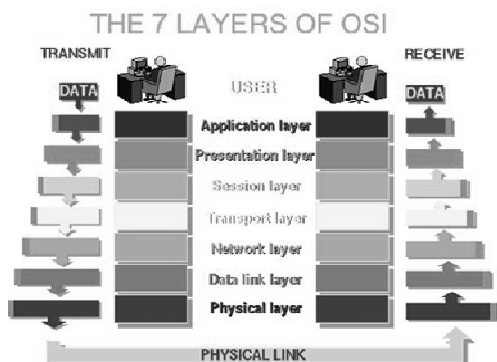 THE 7 LAYERS OF OSI
TRANSMIT
RECEIVE
DATA
USER
DATA
Application layer
Presentation layer
Session layer
Transport layer
Network layer
Data link layer
Physical layer
PHYSICAL LINK